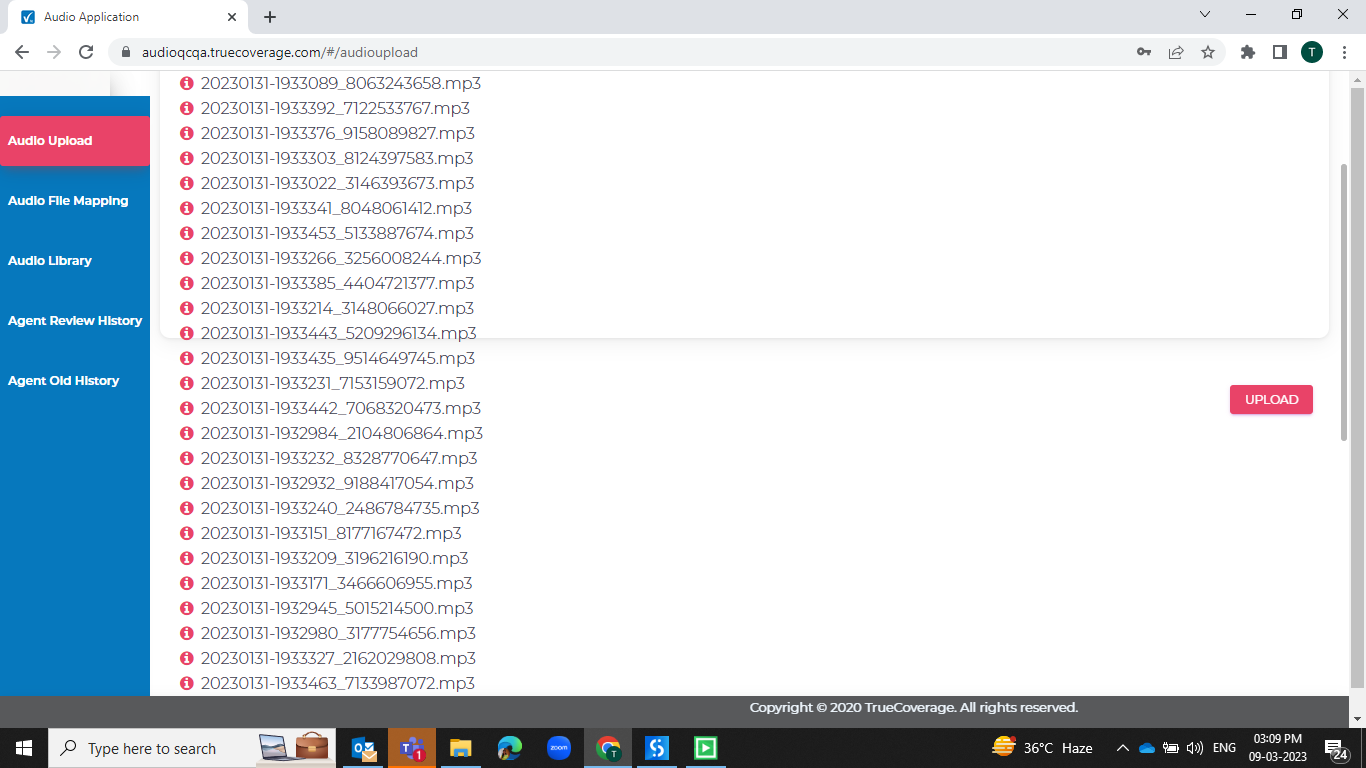 Audio Application
audioqcqa.truecoverage.com/#/audioupload
T
Audio Upload
Audio File Mapping
Audio Library
Agent Review History
Agent Old History
20230131-1933089_8063243658.mp3
20230131-1933392_7122533767.mp3
20230131-1933376_9158089827.mp3
20230131-1933303_8124397583.mp3
20230131-1933022_3146393673.mp3
20230131-1933341_8048061412.mp3
20230131-1933453_5133887674.mp3
20230131-1933266_3256008244.mp3
20230131-1933385_4404721377.mp3
20230131-1933214_3148066027.mp3
20230131-1933443_5209296134.mp3
20230131-1933435_9514649745.mp3
20230131-1933231_7153159072.mp3
20230131-1933442_7068320473.mp3
20230131-1932984_2104806864.mp3
20230131-1933232_8328770647.mp3
20230131-1932932_9188417054.mp3
20230131-1933240_2486784735.mp3
20230131-1933151_8177167472.mp3
20230131-1933209_3196216190.mp3
20230131-1933171_3466606955.mp3
20230131-1932945_5015214500.mp3
20230131-1932980_3177754656.mp3
20230131-1933327_2162029808.mp3
20230131-1933463_7133987072.mp3
UPLOAD
Copyright © 2020 TrueCoverage. All rights reserved.
Type here to search
1
zoom
T
36°C Haze
ENG
03:09 PM
09-03-2023
24